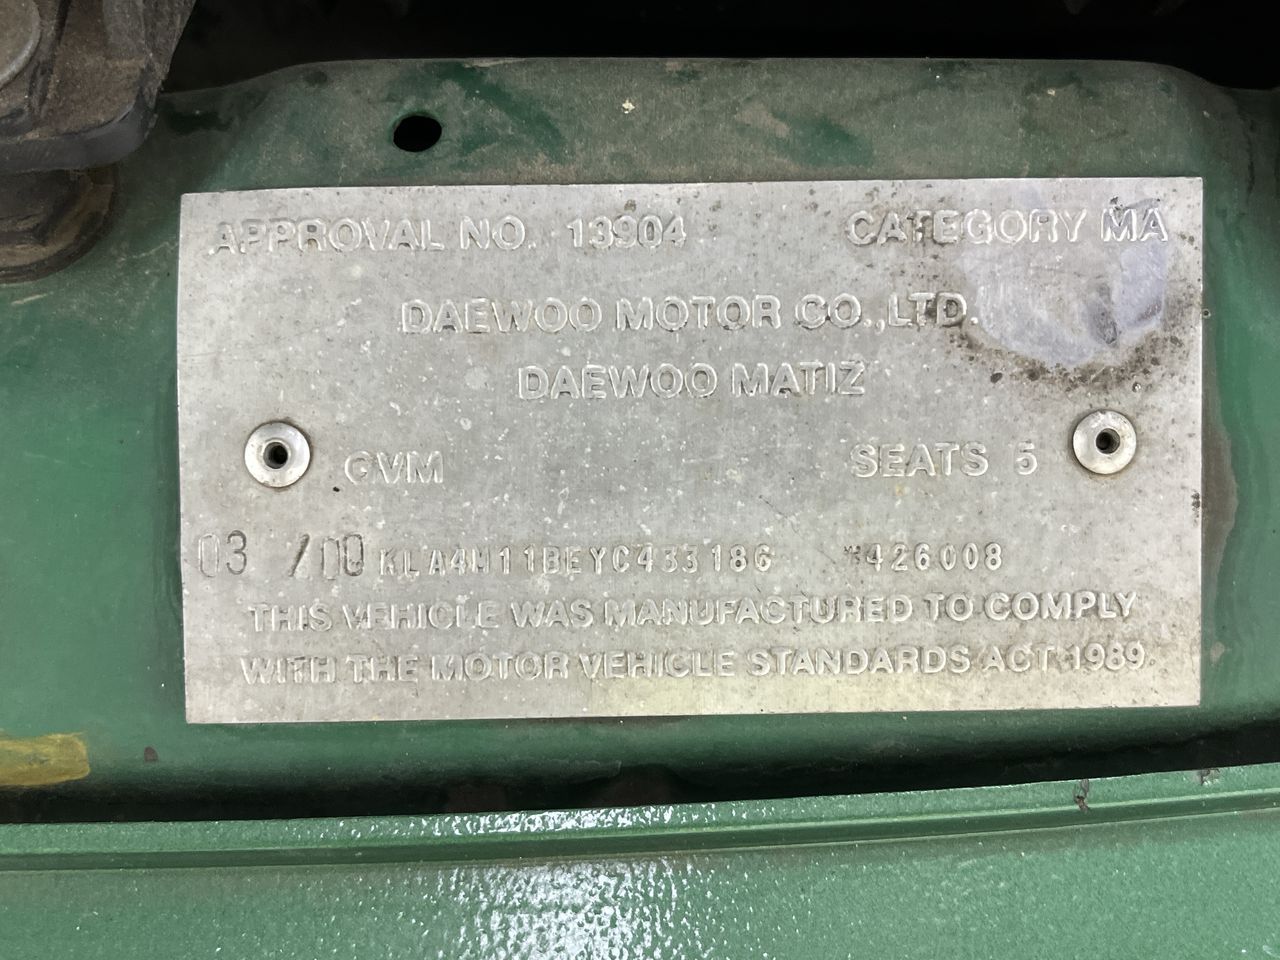 APPROVAL NO. 13904 CATEGORY MA
DAEWOO MOTOR CO.,LTD.
DAEWOO MATIZ
GVM SEATS 5
03 /00 KLA4M11BEYC433186 *426008
THIS VEHICLE WAS MANUFACTURED TO COMPLY
WITH THE MOTOR VEHICLE STANDARDS ACT 1989.